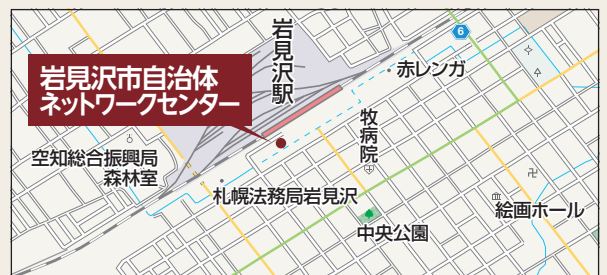 岩見沢市自治体
ネットワークセンター
岩見沢駅
6
赤レンガ
牧病院
空知総合振興局
森林室
札幌法務局岩見沢
中央公園
絵画ホール